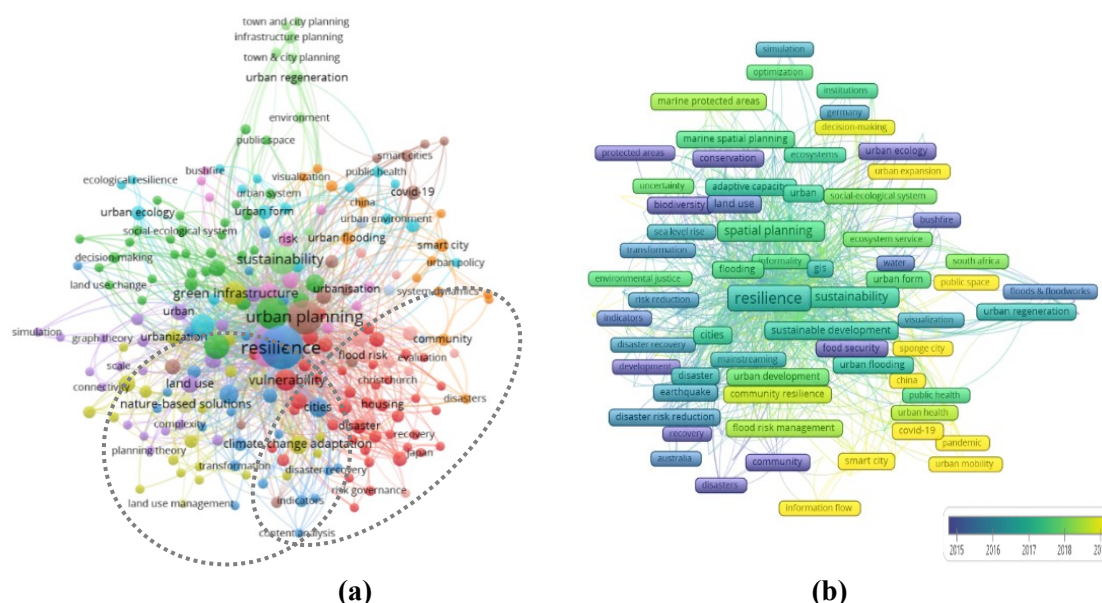 town and city planning
infrastructure planning
town & city planning
urban regeneration
environment
public space
smart cities
bushfire
visualization
public health
ecological resilience
urban system
china
covid-19
urban ecology
urban form
urban environment
social-ecological system
risk
urban flooding
smart city
decision-making
sustainability
urban policy
land use change
green infrastructure
urbanisation
system dynamics
urban
urban planning
simulation
graph theory
urbanization
resilience
flood risk
community
scale
evaluation
connectivity
land use
vulnerability
christchurch
nature-based solutions
cities
housing
disasters
complexity
disaster
planning theory
climate change adaptation
recovery
transformation
disaster recovery
japan
land use management
indicators
risk governance
content analysis
(a)
simulation
optimization
institutions
marine protected areas
germany
decision-making
marine spatial planning
protected areas
conservation
ecosystems
urban ecology
urban expansion
uncertainty
adaptive capacity
urban
social-ecological system
biodiversity
land use
sea level rise
spatial planning
bushfire
transformation
ecosystem service
informality
water
south africa
environmental justice
flooding
gis
urban form
public space
floods & floodworks
risk reduction
resilience
sustainability
urban regeneration
indicators
visualization
cities
sustainable development
disaster recovery
food security
sponge city
development
mainstreaming
urban flooding
disaster
urban development
china
earthquake
community resilience
public health
disaster risk reduction
urban health
recovery
flood risk management
covid-19
pandemic
australia
community
smart city
urban mobility
disasters
information flow
2015 2016 2017 2018
(b)